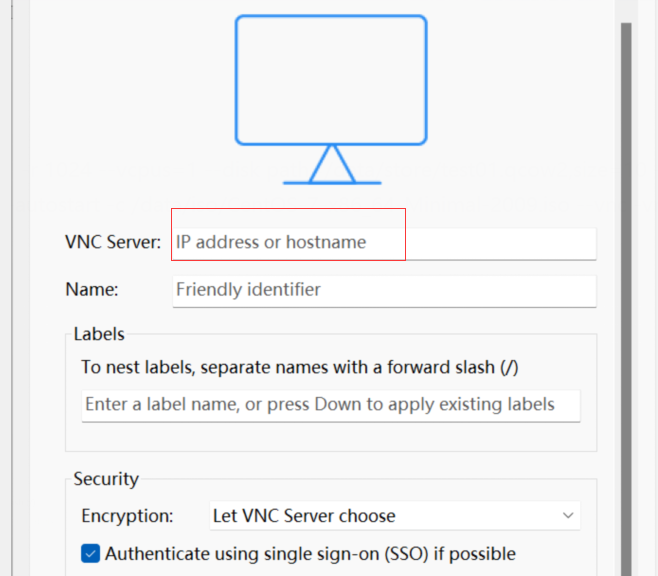 VNC Server: IP address or hostname
Name: Friendly identifier
Labels
To nest labels, separate names with a forward slash (/)
Enter a label name, or press Down to apply existing labels
Security
Encryption: Let VNC Server choose
Authenticate using single sign-on (SSO) if possible